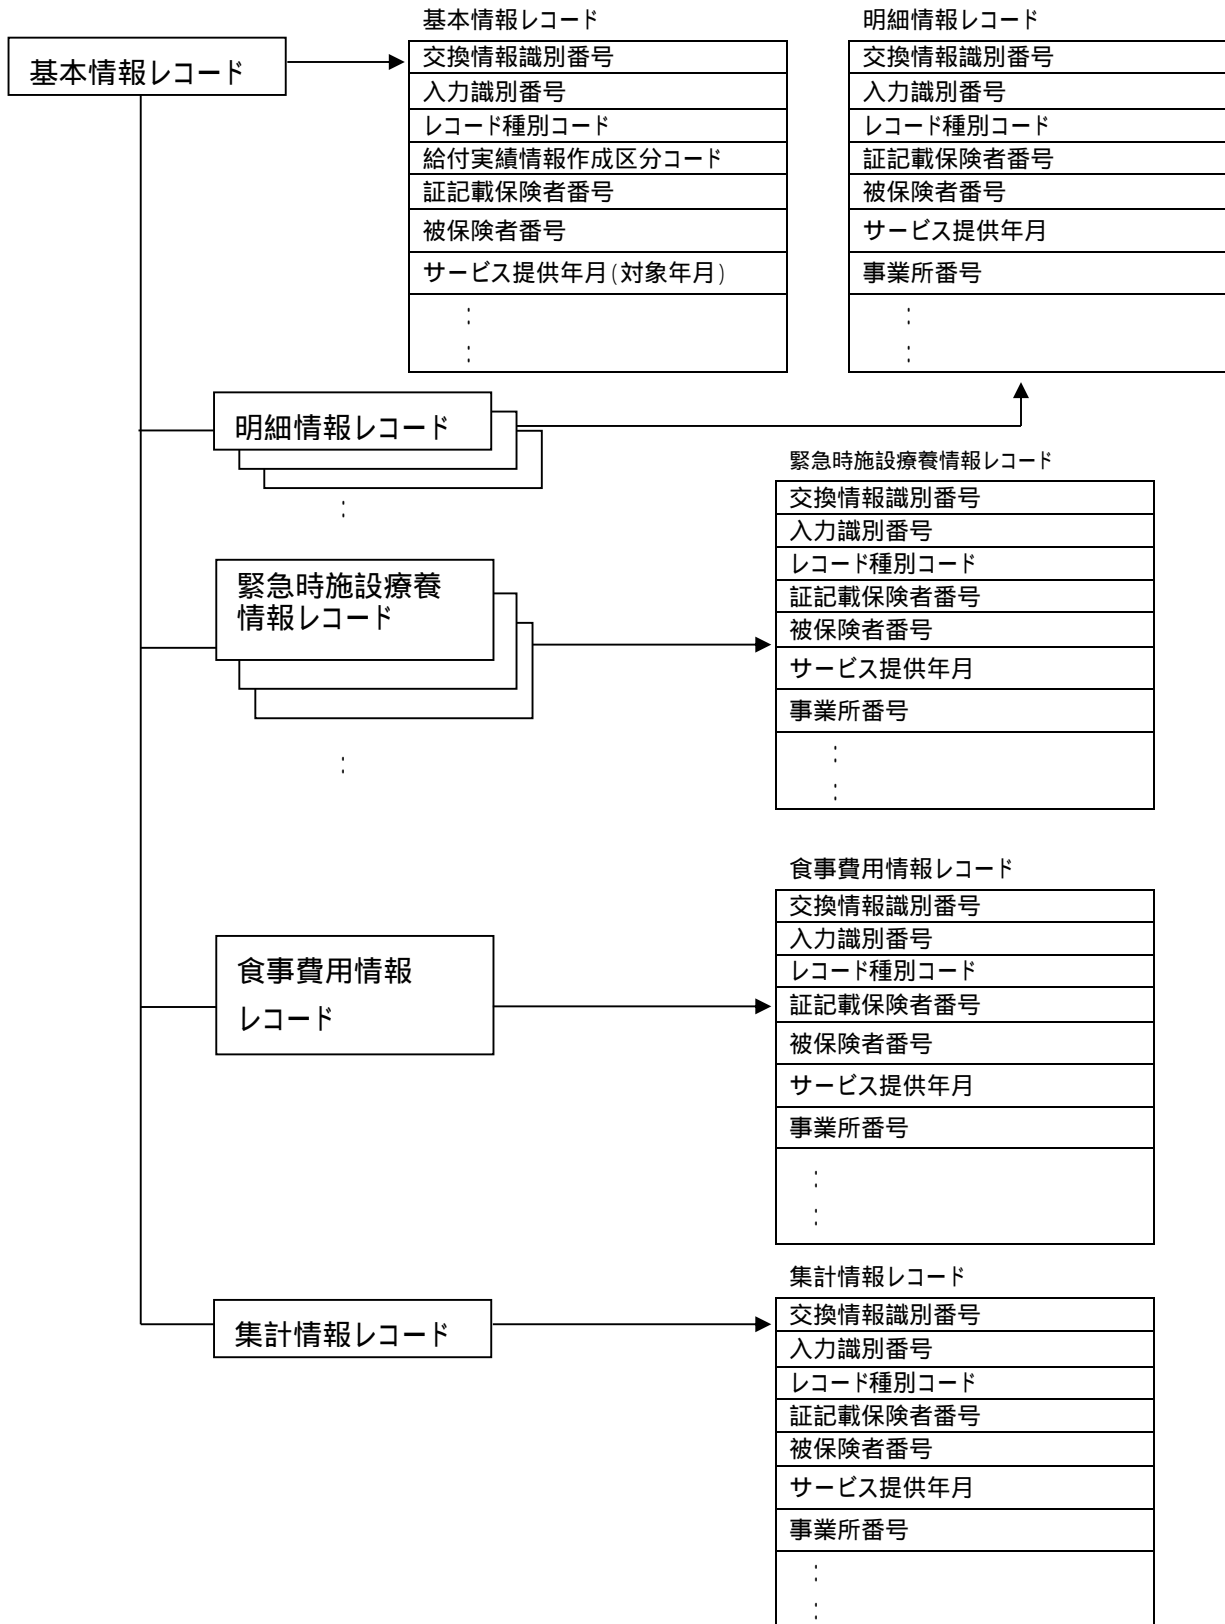 基本情報レコード
基本情報レコード
交換情報識別番号
入力識別番号
レコード種別コード
給付実績情報作成区分コード
証記載保険者番号
被保険者番号
サービス提供年月(対象年月)
:
:
明細情報レコード
交換情報識別番号
入力識別番号
レコード種別コード
証記載保険者番号
被保険者番号
サービス提供年月
事業所番号
:
:
明細情報レコード
:
緊急時施設療養情報レコード
交換情報識別番号
入力識別番号
レコード種別コード
証記載保険者番号
被保険者番号
サービス提供年月
事業所番号
:
:
緊急時施設療養
情報レコード
:
食事費用情報レコード
交換情報識別番号
入力識別番号
レコード種別コード
証記載保険者番号
被保険者番号
サービス提供年月
事業所番号
:
:
食事費用情報
レコード
集計情報レコード
交換情報識別番号
入力識別番号
レコード種別コード
証記載保険者番号
被保険者番号
サービス提供年月
事業所番号
:
:
集計情報レコード